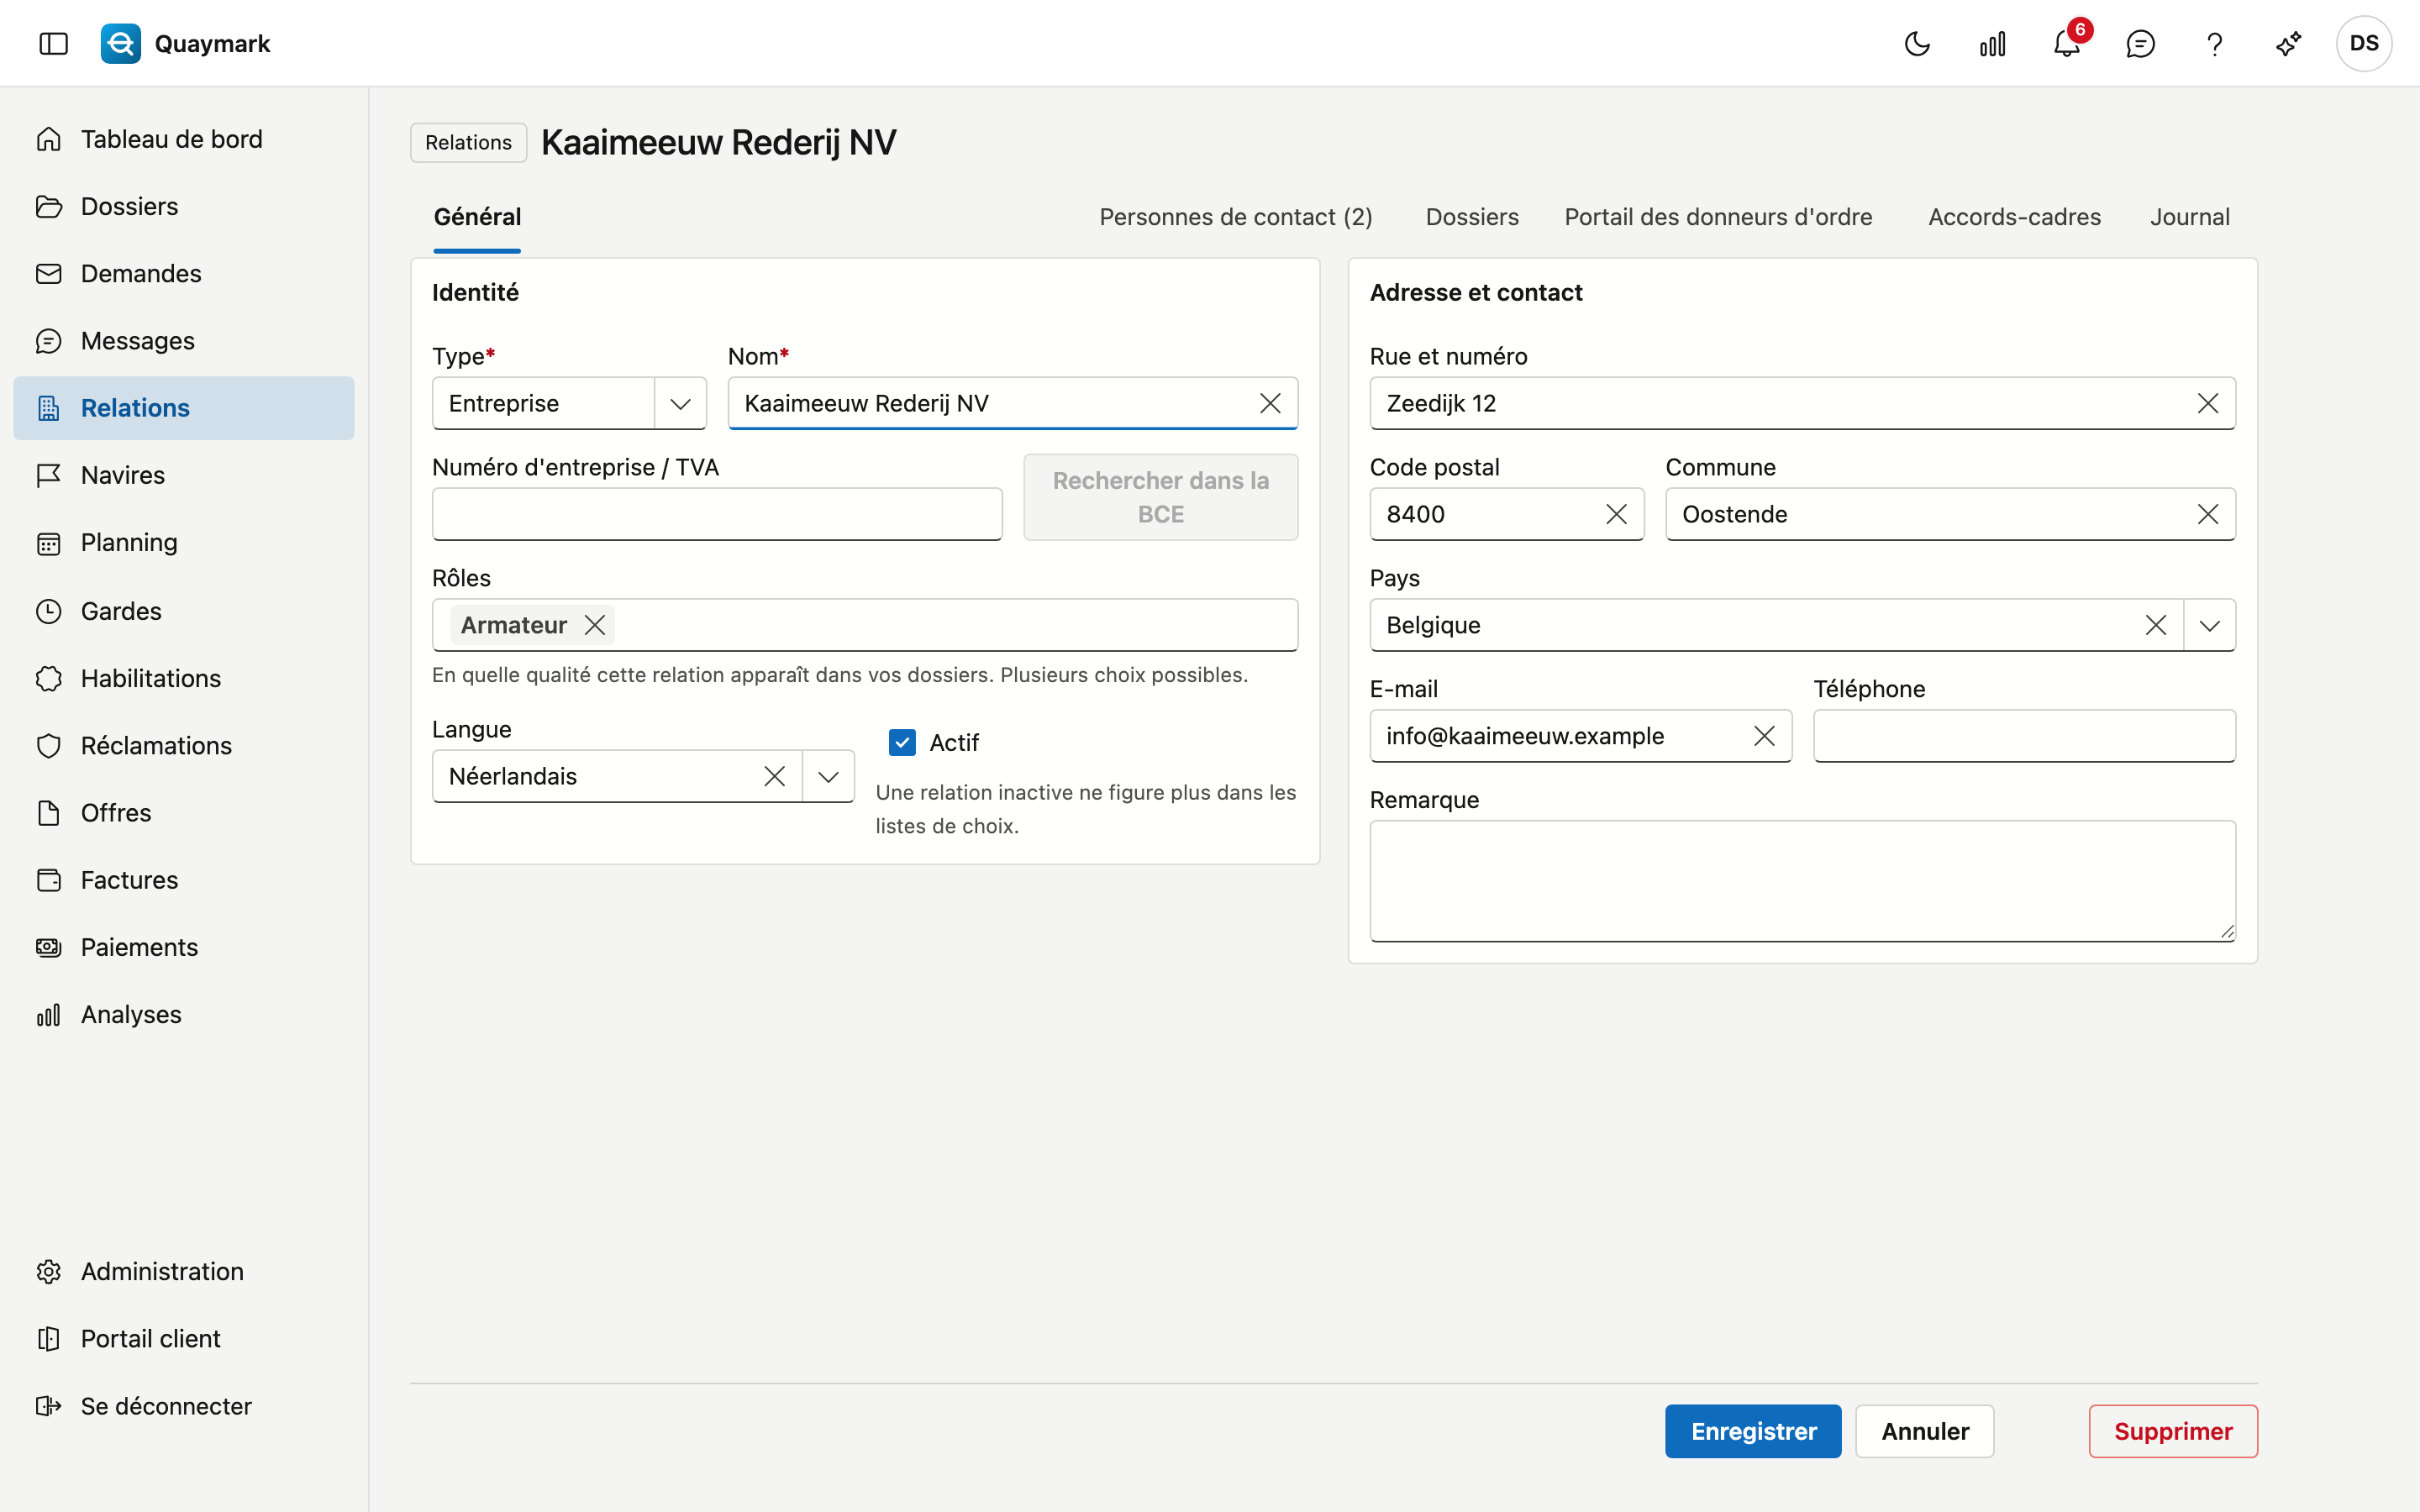 Quaymark
6
DS
Tableau de bord
Dossiers
Demandes
Messages
Relations
Navires
Planning
Gardes
Habilitations
Réclamations
Offres
Factures
Paiements
Analyses
Administration
Portail client
Se déconnecter
Relations
Kaaimeeuw Rederij NV
Général
Personnes de contact (2)
Dossiers
Portail des donneurs d'ordre
Accords-cadres
Journal
Identité
Type*
Nom*
Entreprise
Kaaimeeuw Rederij NV
Numéro d'entreprise / TVA
Rechercher dans la
BCE
Rôles
Armateur
En quelle qualité cette relation apparaît dans vos dossiers. Plusieurs choix possibles.
Langue
Néerlandais
Actif
Une relation inactive ne figure plus dans les
listes de choix.
Adresse et contact
Rue et numéro
Zeedijk 12
Code postal
Commune
8400
Oostende
Pays
Belgique
E-mail
Téléphone
info@kaaimeeuw.example
Remarque
Enregistrer
Annuler
Supprimer